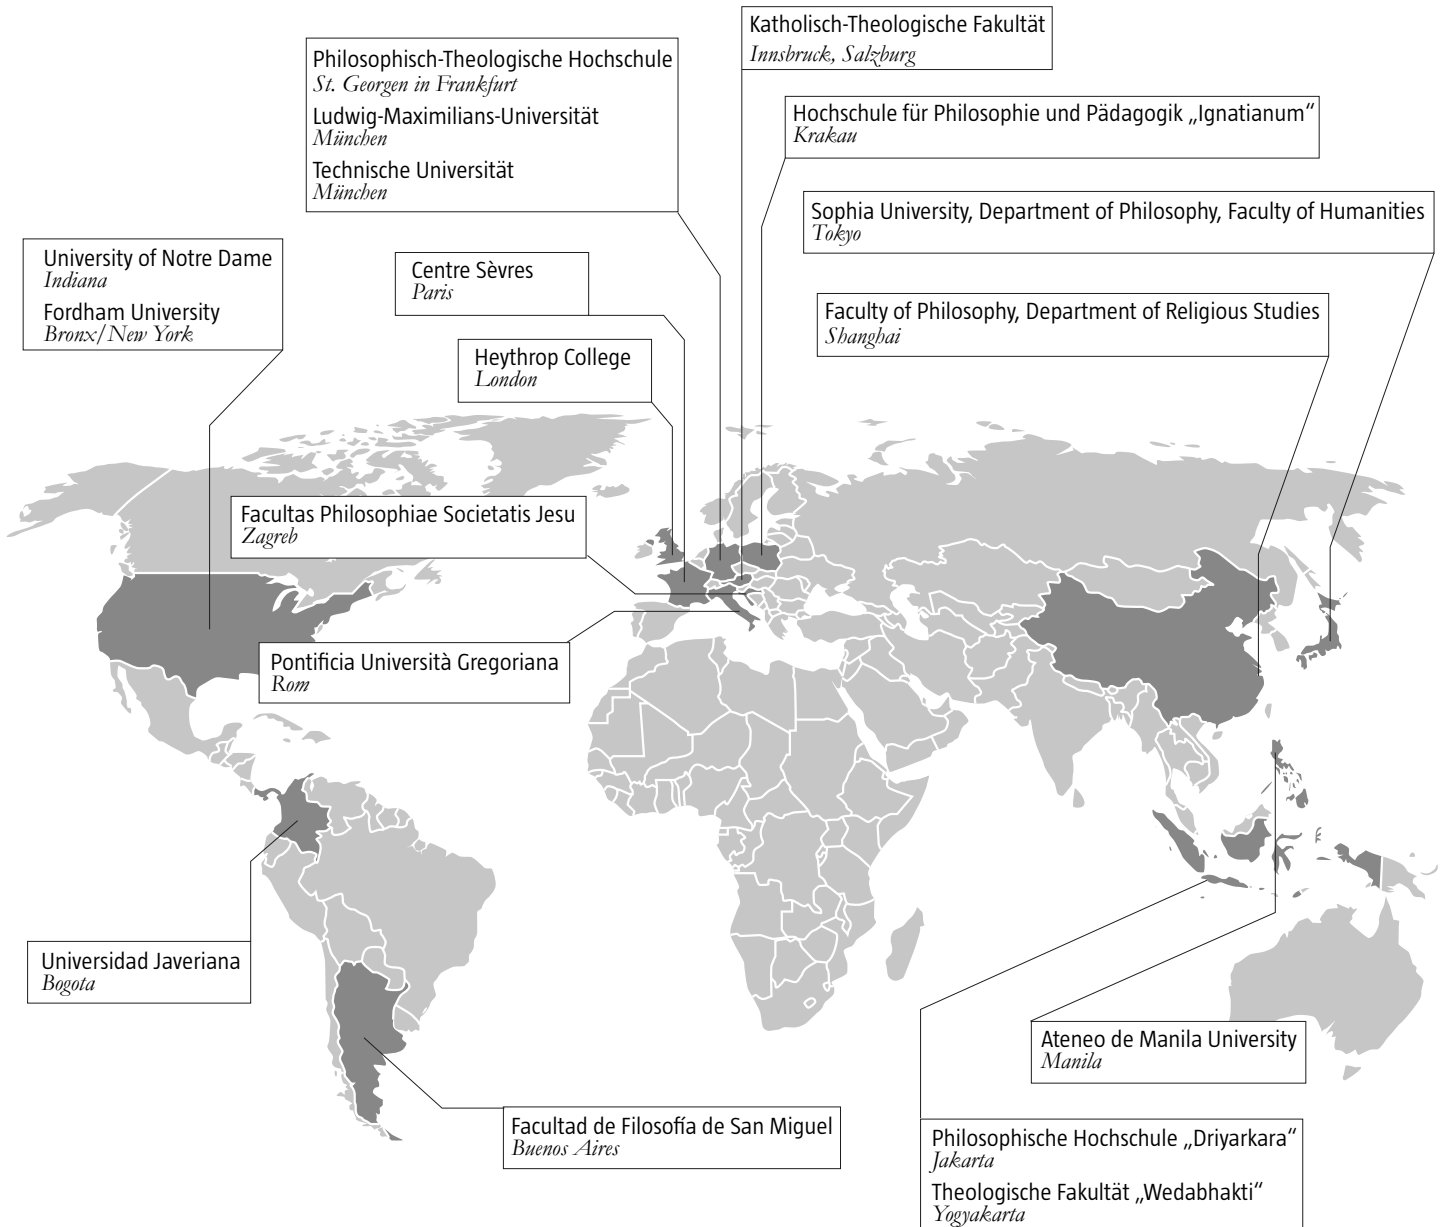 Katholisch-Theologische Fakultät
Innsbruck, Salzburg
Philosophisch-Theologische Hochschule
St. Georgen in Frankfurt
Ludwig-Maximilians-Universität
München
Technische Universität
München
Hochschule für Philosophie und Pädagogik „Ignatianum“
Krakau
Sophia University, Department of Philosophy, Faculty of Humanities
Tokyo
University of Notre Dame
Indiana
Fordham University
Bronx/New York
Centre Sèvres
Paris
Faculty of Philosophy, Department of Religious Studies
Shanghai
Heythrop College
London
Facultas Philosophiae Societatis Jesu
Zagreb
Pontificia Università Gregoriana
Rom
Universidad Javeriana
Bogota
Ateneo de Manila University
Manila
Facultad de Filosofía de San Miguel
Buenos Aires
Philosophische Hochschule „Driyarkara“
Jakarta
Theologische Fakultät „Wedabhakti“
Yogyakarta